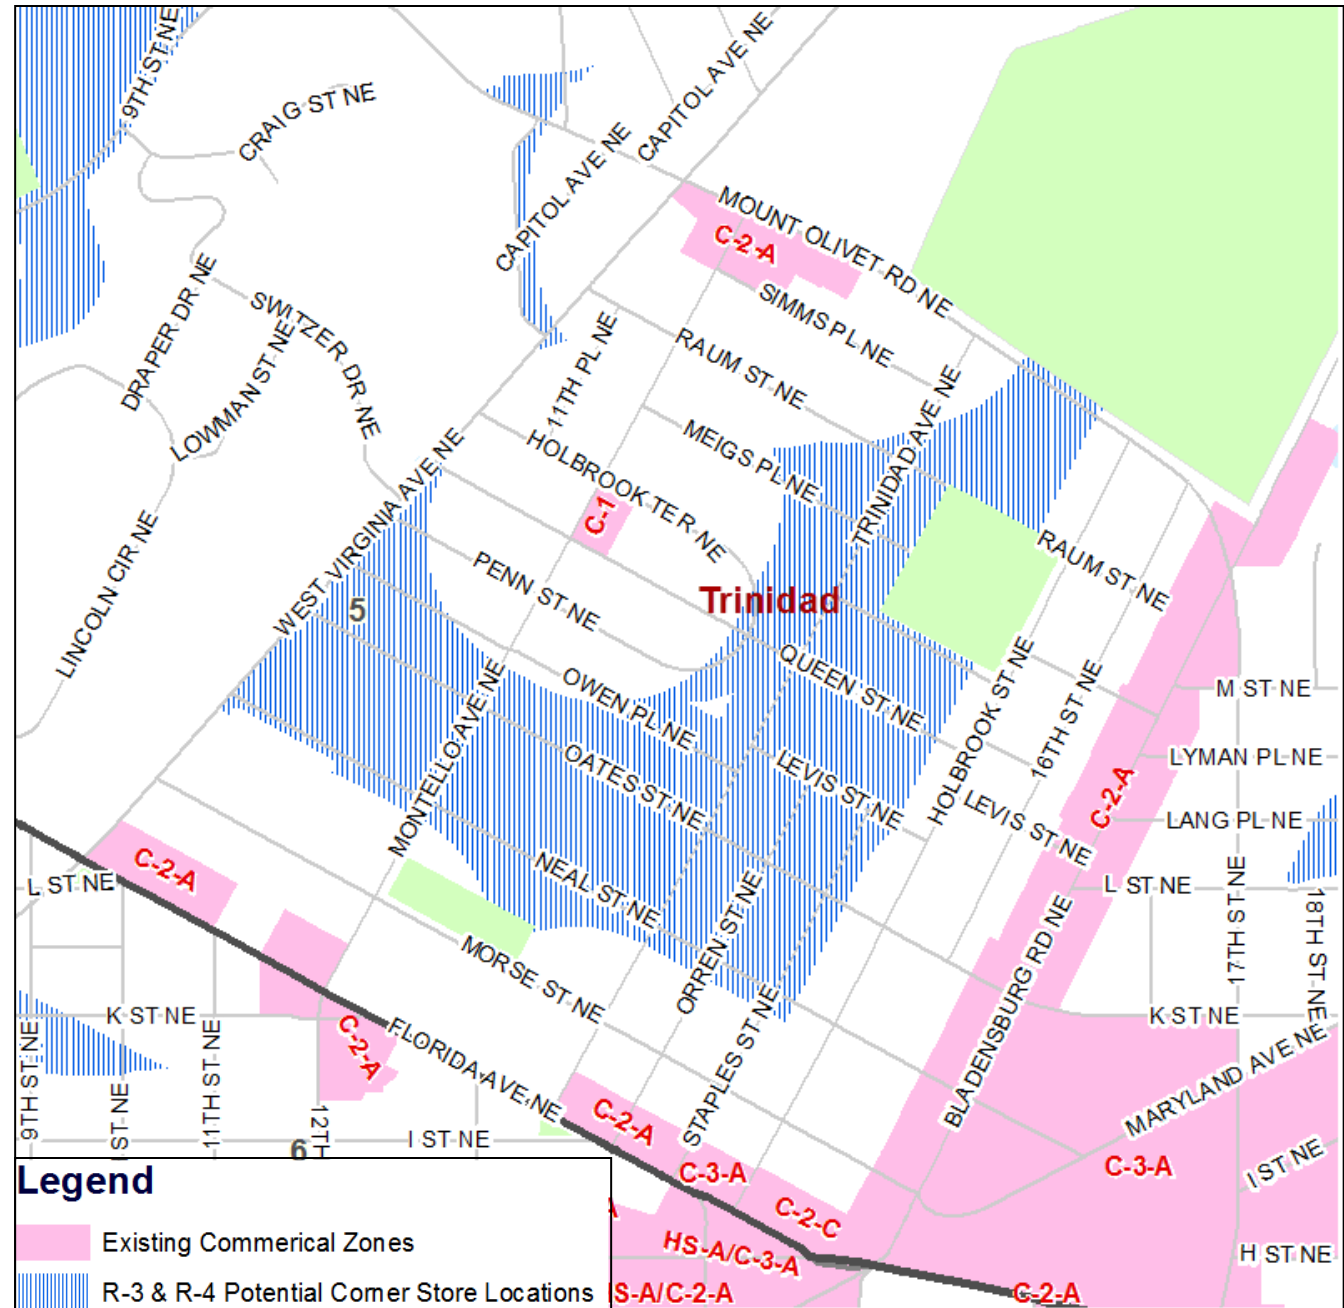 9TH ST NE
CRAIG ST NE
CAPITOL AVE NE
CAPITOL AVE NE
MOUNT OLIVET RD NE
C-2-A
DRAPER DR NE
SWITZER DR NE
LOWMAN ST NE
SIMMS PL NE
RAUM ST NE
11TH PL NE
TRINIDAD AVE NE
MEIGS PL NE
HOLBROOK TER NE
C-1
WEST VIRGINIA AVE NE
LINCOLN CIR NE
RAUM ST NE
PENN ST NE
Trinidad
5
QUEEN ST NE
OWEN PL NE
HOLBROOK ST NE
16TH ST NE
M ST NE
MONTELLO AVE NE
OATES ST NE
LEVIS ST NE
LYMAN PL NE
C-2-A
LEVIS ST NE
LANG PL NE
C-2-A
L ST NE
NEAL ST NE
L ST NE
17TH ST NE
18TH ST NE
ORREN ST NE
MORSE ST NE
BLADENSBURG RD NE
K ST NE
K ST NE
C-2-A
FLORIDA AVE NE
STAPLES ST NE
9TH ST NE
ST NE
11TH ST NE
12TH
I ST NE
6
C-2-A
MARYLAND AVE NE
C-3-A
C-3-A
I ST NE
C-2-C
HS-A/C-3-A
H ST NE
S-A/C-2-A
C-2-A
Legend
Existing Commerical Zones
R-3 & R-4 Potential Corner Store Locations